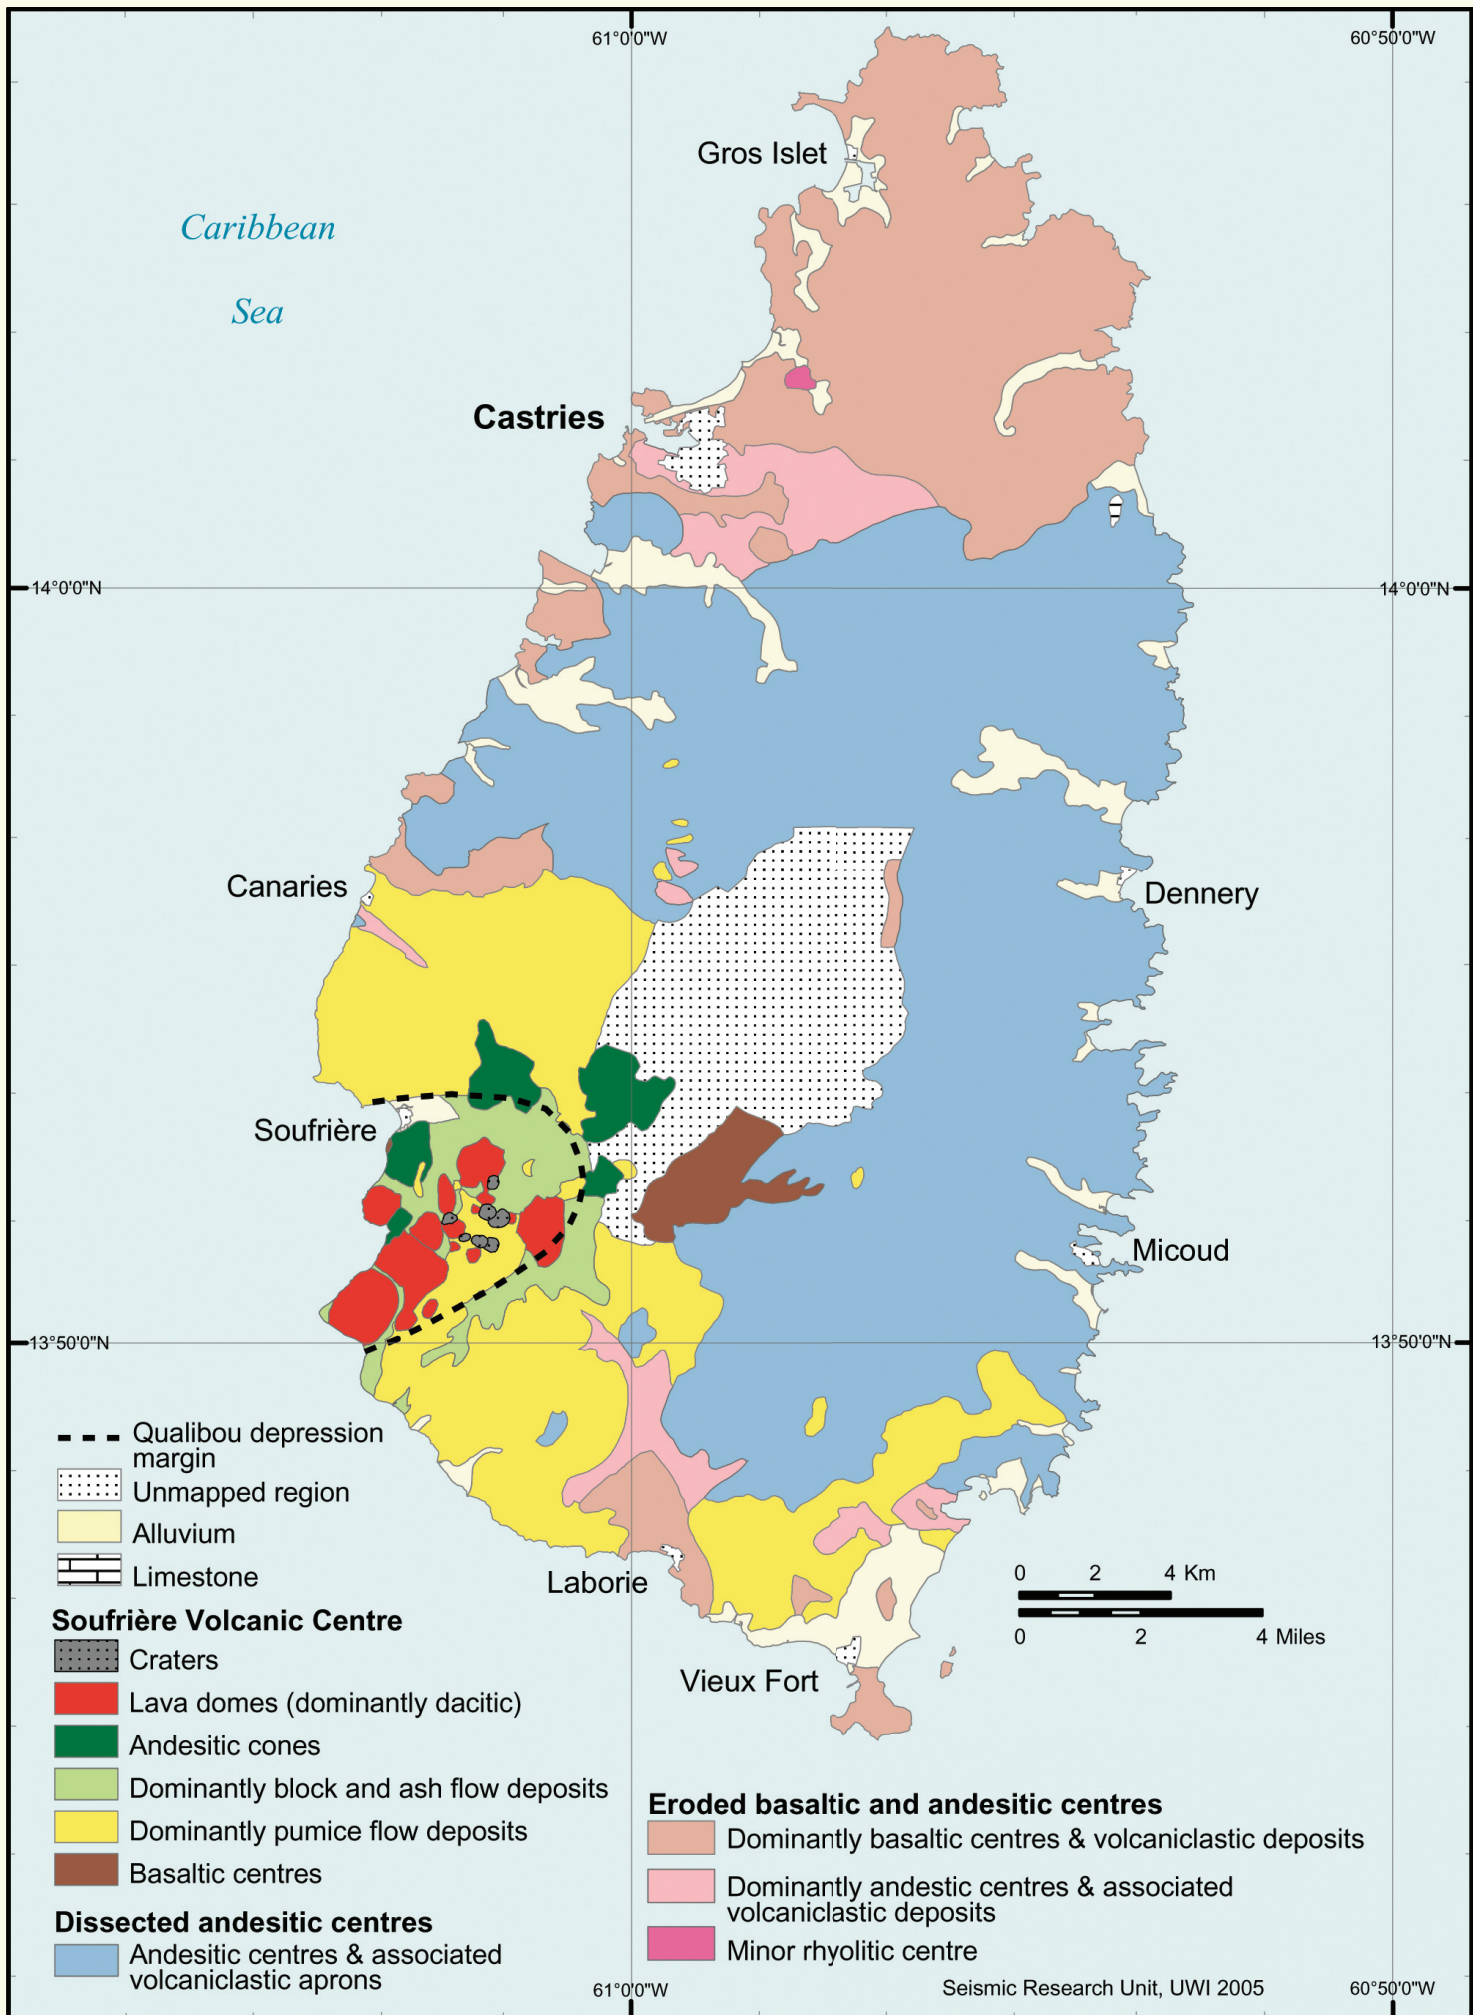 61°0'0"W
60°50'0"W
Gros Islet
Caribbean
Sea
Castries
14°0'0"N
14°0'0"N
Canaries
Dennery
Soufrière
Micoud
13°50'0"N
13°50'0"N
Qualibou depression
margin
Unmapped region
Alluvium
Limestone
Laborie
0 2 4 Km
0 2 4 Miles
Vieux Fort
Soufrière Volcanic Centre
Craters
Lava domes (dominantly dacitic)
Andesitic cones
Dominantly block and ash flow deposits
Dominantly pumice flow deposits
Basaltic centres
Dissected andesitic centres
Andesitic centres & associated
volcaniclastic aprons
Eroded basaltic and andesitic centres
Dominantly basaltic centres & volcaniclastic deposits
Dominantly andestic centres & associated
volcaniclastic deposits
Minor rhyolitic centre
61°0'0"W
Seismic Research Unit, UWI 2005
60°50'0"W